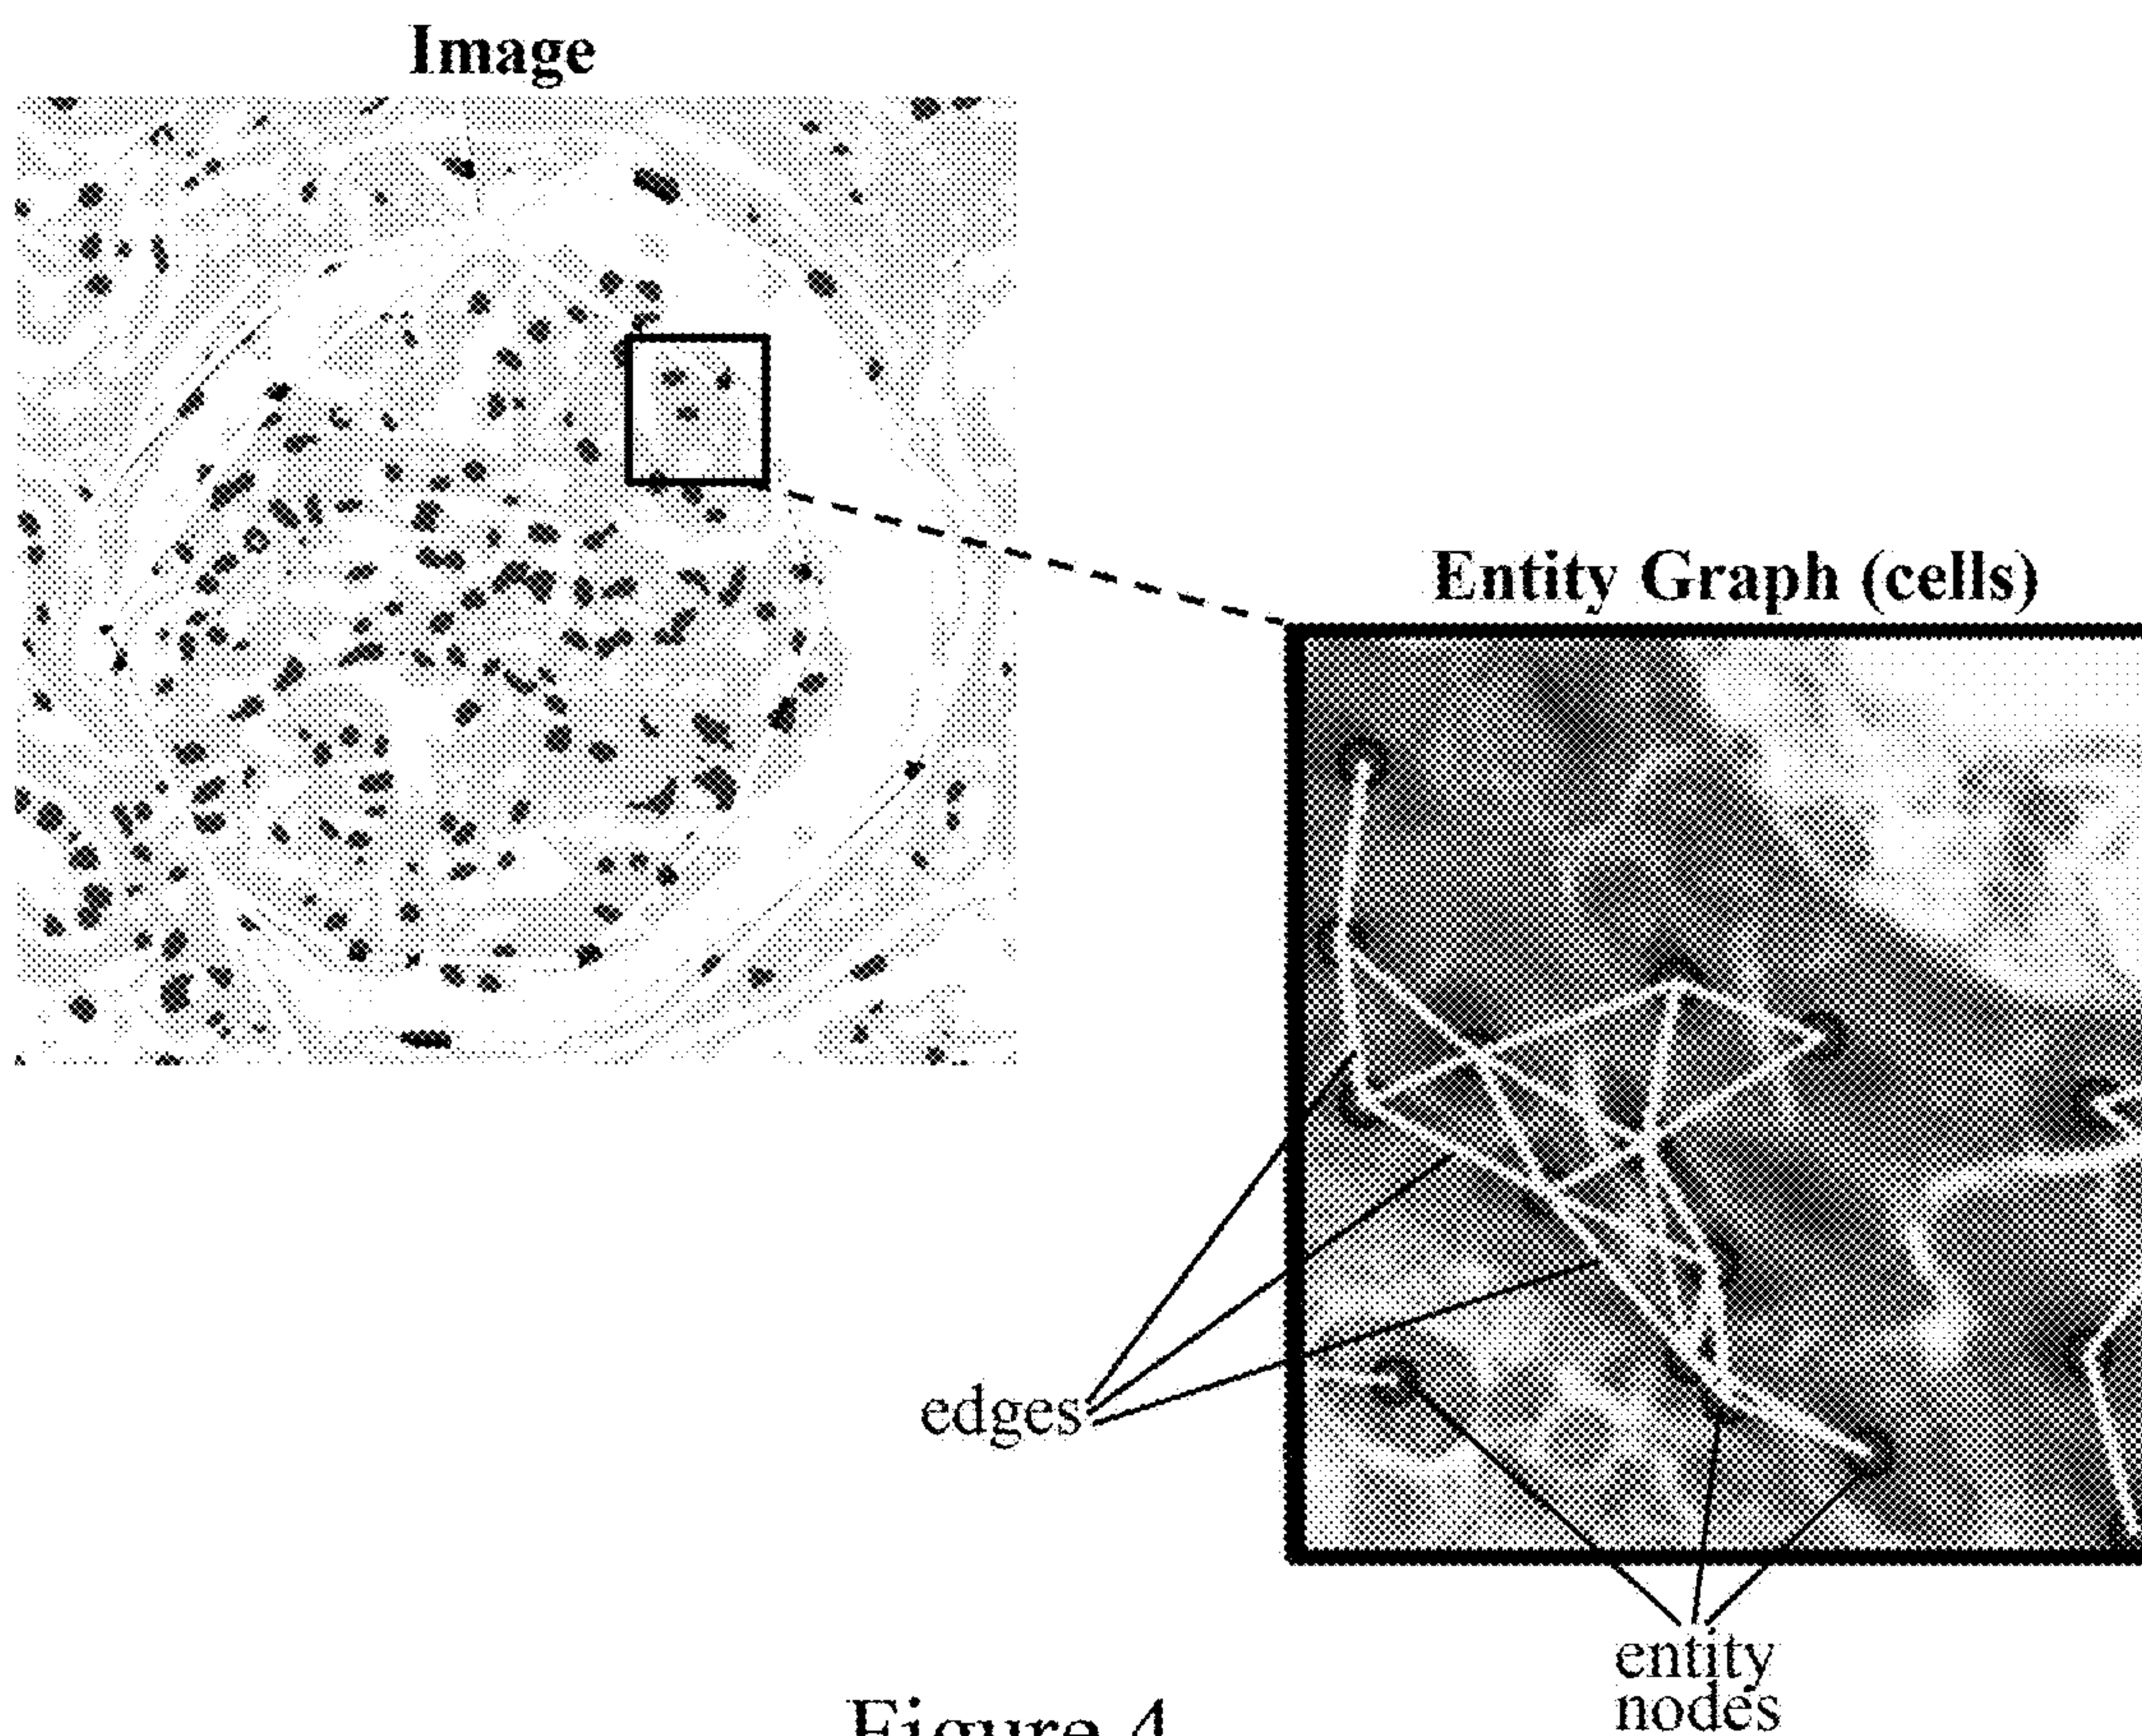 Image
Entity Graph (cells)
edges
entity
nodes
Figure 4